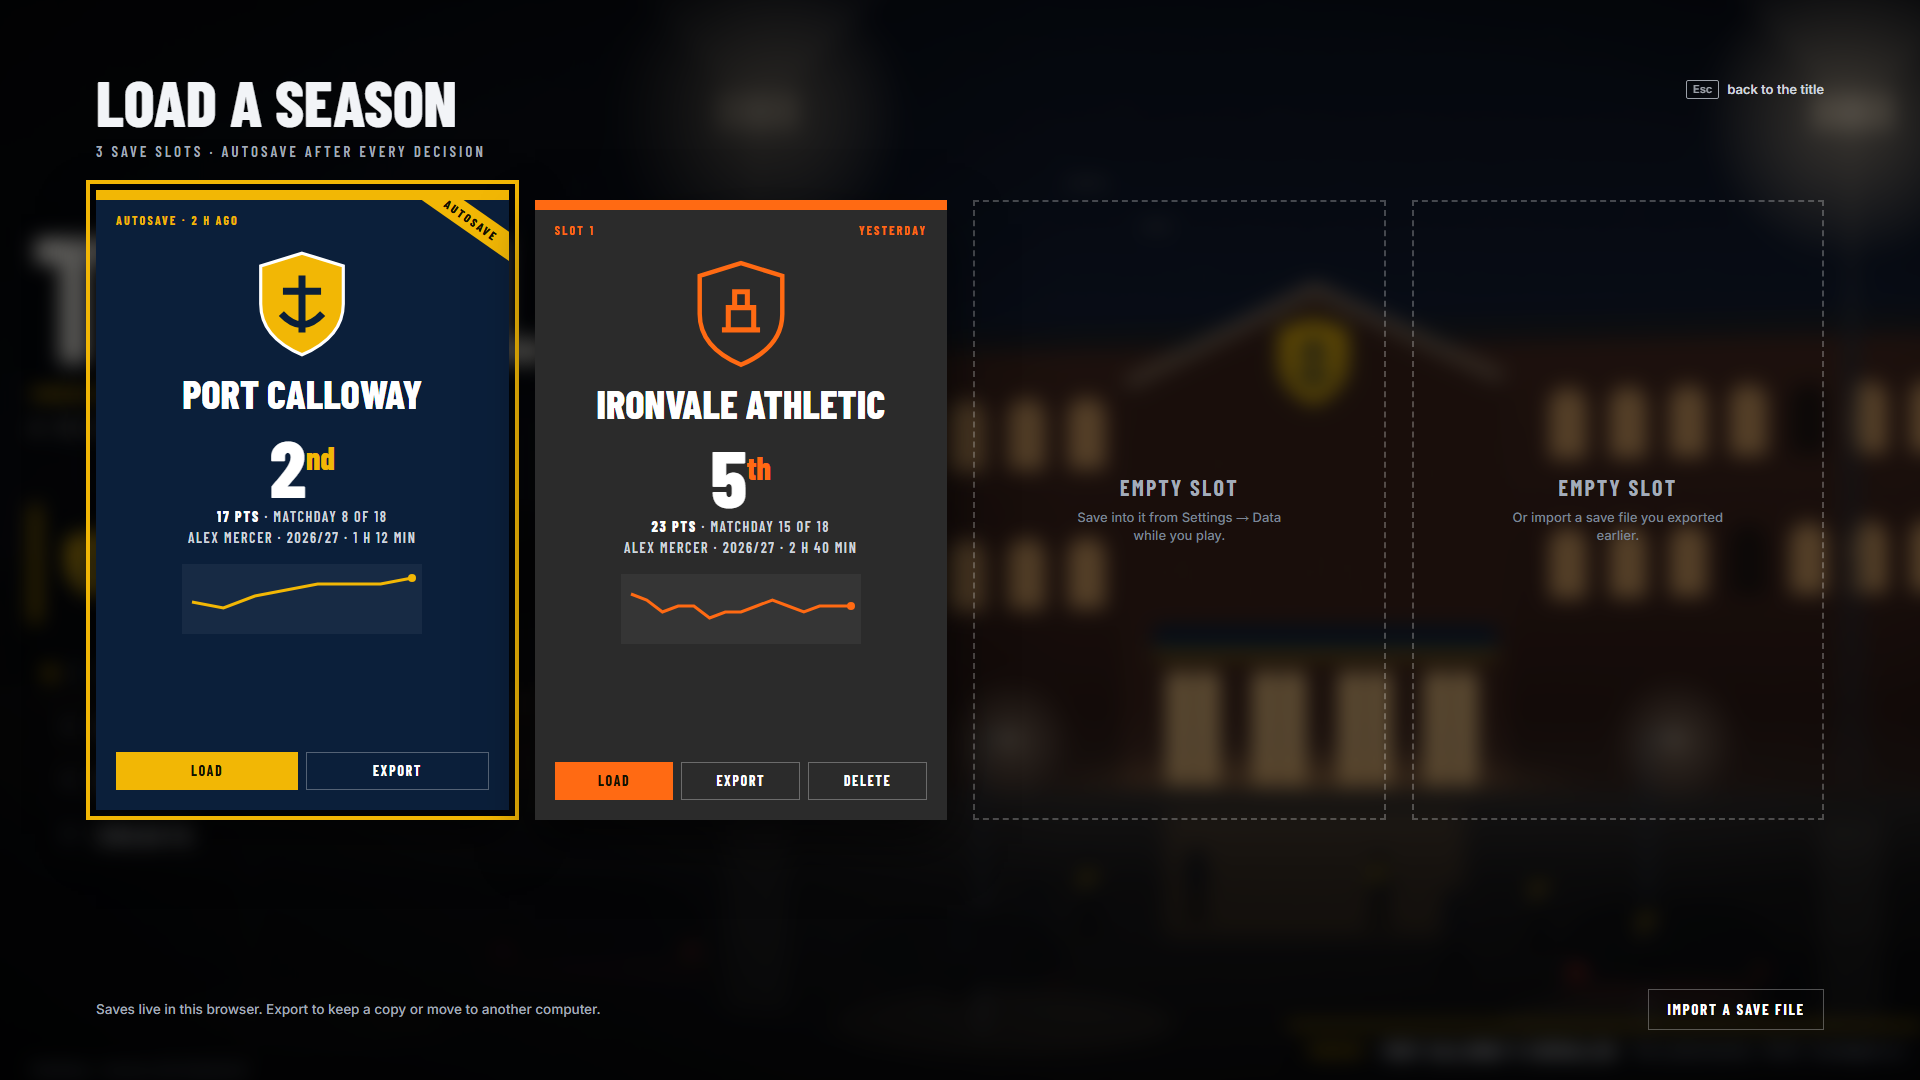 LOAD A SEASON
3 SAVE SLOTS · AUTOSAVE AFTER EVERY DECISION
Esc back to the title
AUTOSAVE · 2 H AGO
AUTOSAVE
PORT CALLOWAY
2nd
17 PTS · MATCHDAY 8 OF 18
ALEX MERCER · 2026/27 · 1 H 12 MIN
LOAD
EXPORT
SLOT 1
YESTERDAY
IRONVALE ATHLETIC
5th
23 PTS · MATCHDAY 15 OF 18
ALEX MERCER · 2026/27 · 2 H 40 MIN
LOAD
EXPORT
DELETE
EMPTY SLOT
Save into it from Settings → Data
while you play.
EMPTY SLOT
Or import a save file you exported
earlier.
Saves live in this browser. Export to keep a copy or move to another computer.
IMPORT A SAVE FILE